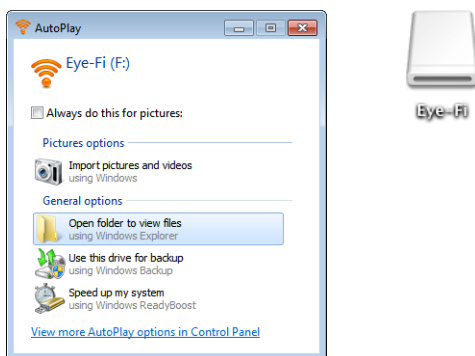 AutoPlay
Eye-Fi (F:)
Always do this for pictures:
Pictures options
Import pictures and videos
using Windows
General options
Open folder to view files
using Windows Explorer
Use this drive for backup
using Windows Backup
Speed up my system
using Windows ReadyBoost
View more AutoPlay options in Control Panel
Eye-Fi